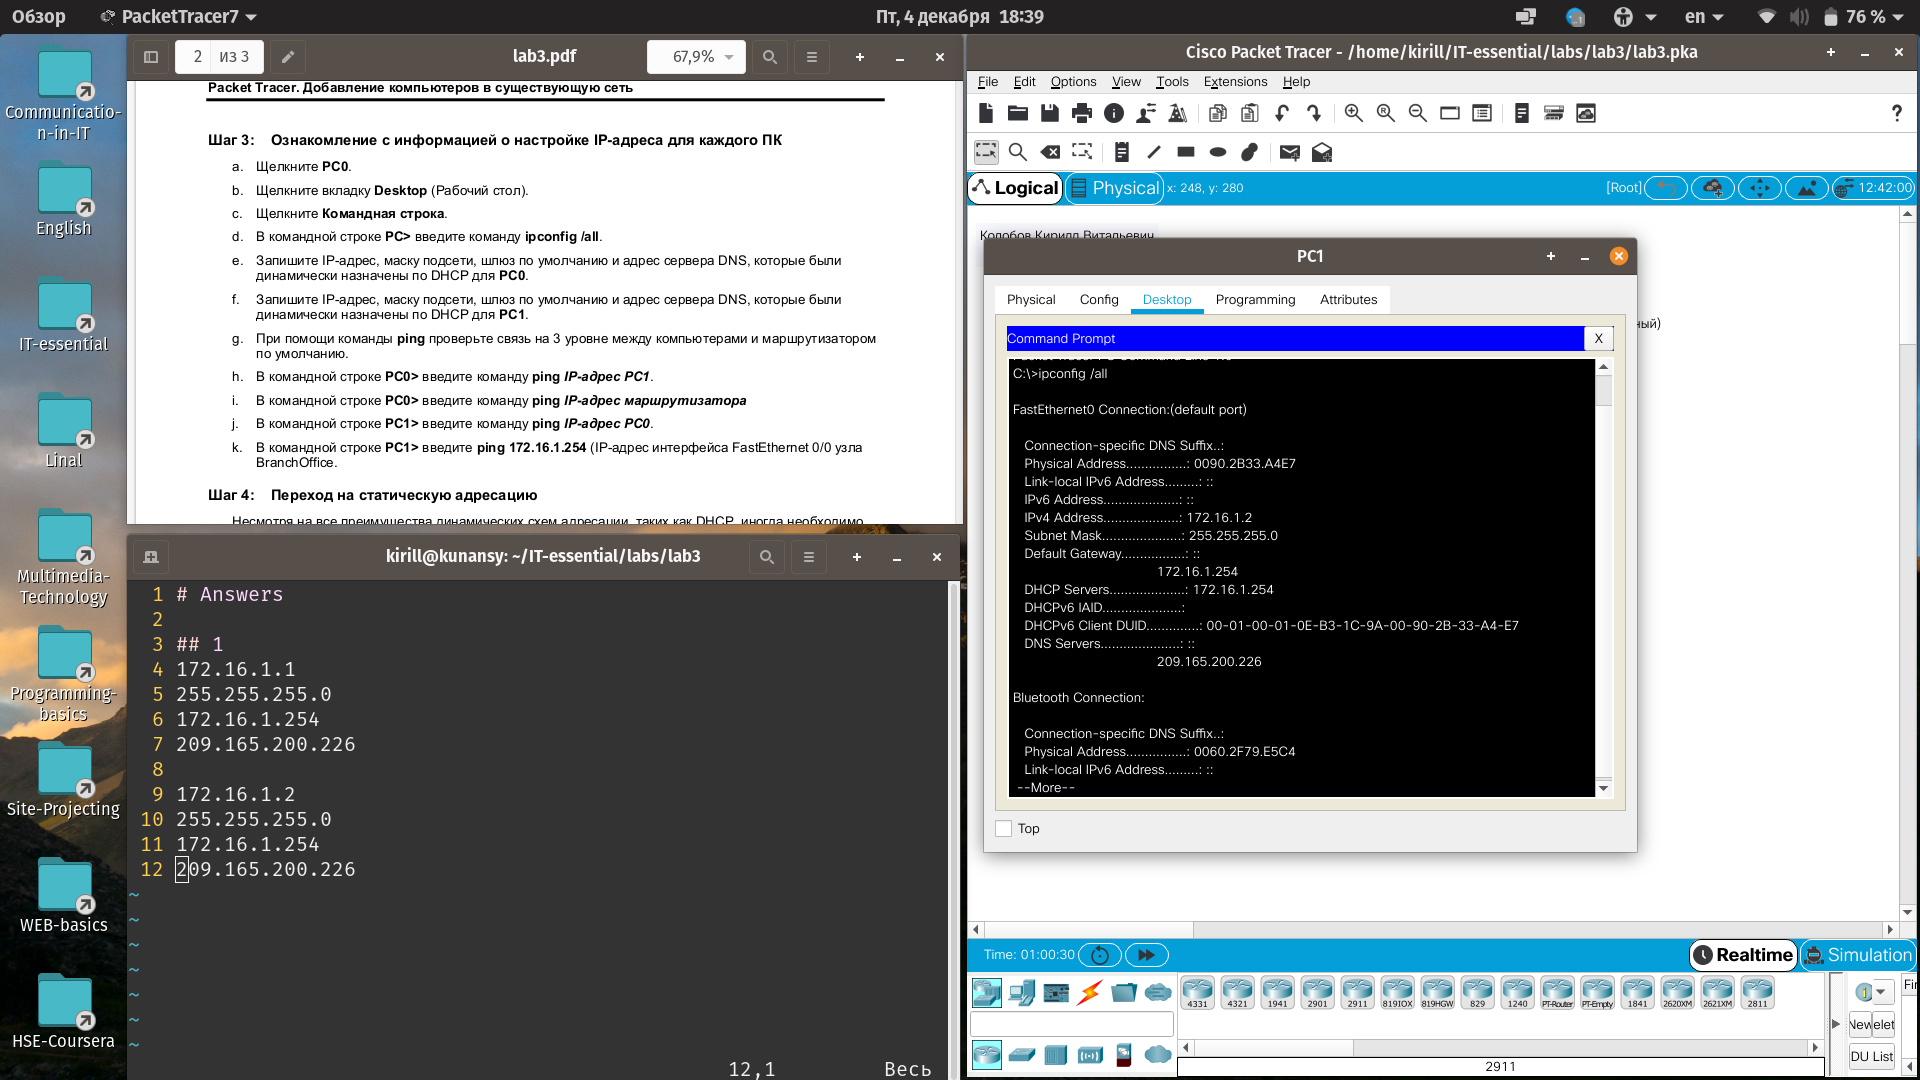 Обзор
PacketTracer7
Пт, 4 декабря 18:39
en
76 %
Communicatio-
n-in-IT
English
IT-essential
Linal
Multimedia-
Technology
Programming-
basics
Site-Projecting
WEB-basics
HSE-Coursera
2 из 3
lab3.pdf
67,9%
Packet Tracer. Добавление компьютеров в существующую сеть
Шаг 3: Ознакомление с информацией о настройке IP-адреса для каждого ПК
a. Щелкните PC0.
b. Щелкните вкладку Desktop (Рабочий стол).
c. Щелкните Командная строка.
d. В командной строке PC> введите команду ipconfig /all.
e. Запишите IP-адрес, маску подсети, шлюз по умолчанию и адрес сервера DNS, которые были
динамически назначены по DHCP для PC0.
f. Запишите IP-адрес, маску подсети, шлюз по умолчанию и адрес сервера DNS, которые были
динамически назначены по DHCP для PC1.
g. При помощи команды ping проверьте связь на 3 уровне между компьютерами и маршрутизатором
по умолчанию.
h. В командной строке PC0> введите команду ping IP-адрес PC1.
i. В командной строке PC0> введите команду ping IP-адрес маршрутизатора
j. В командной строке PC1> введите команду ping IP-адрес PC0.
k. В командной строке PC1> введите ping 172.16.1.254 (IP-адрес интерфейса FastEthernet 0/0 узла
BranchOffice.
Шаг 4: Переход на статическую адресацию
Несмотря на все преимущества динамических схем адресации, таких как DHCP, иногда необходимо
kirill@kunansy: ~/IT-essential/labs/lab3
1 # Answers
2
3 ## 1
4 172.16.1.1
5 255.255.255.0
6 172.16.1.254
7 209.165.200.226
8
9 172.16.1.2
10 255.255.255.0
11 172.16.1.254
12 209.165.200.226
~
~
~
~
~
~
~
12,1 Весь
Cisco Packet Tracer - /home/kirill/IT-essential/labs/lab3/lab3.pka
File Edit Options View Tools Extensions Help
?
Logical Physical x: 248, y: 280
[Root] 12:42:00
Колобов Кирилл Витальевич
ный)
PC1
Physical Config Desktop Programming Attributes
Command Prompt
X
C:\>ipconfig /all
FastEthernet0 Connection:(default port)
Connection-specific DNS Suffix..:
Physical Address................: 0090.2B33.A4E7
Link-local IPv6 Address.........: ::
IPv6 Address....................: ::
IPv4 Address....................: 172.16.1.2
Subnet Mask.....................: 255.255.255.0
Default Gateway.................: ::
172.16.1.254
DHCP Servers....................: 172.16.1.254
DHCPv6 IAID.....................:
DHCPv6 Client DUID..............: 00-01-00-01-0E-B3-1C-9A-00-90-2B-33-A4-E7
DNS Servers.....................: ::
209.165.200.226
Bluetooth Connection:
Connection-specific DNS Suffix..:
Physical Address................: 0060.2F79.E5C4
Link-local IPv6 Address.........: ::
--More--
Top
Time: 01:00:30
Realtime Simulation
4331 4321 1941 2901 2911 819IOX 819HGW 829 1240 PT-Router PT-Empty 1841 2620XM 2621XM 2811
Fir
New elet
DU List
2911